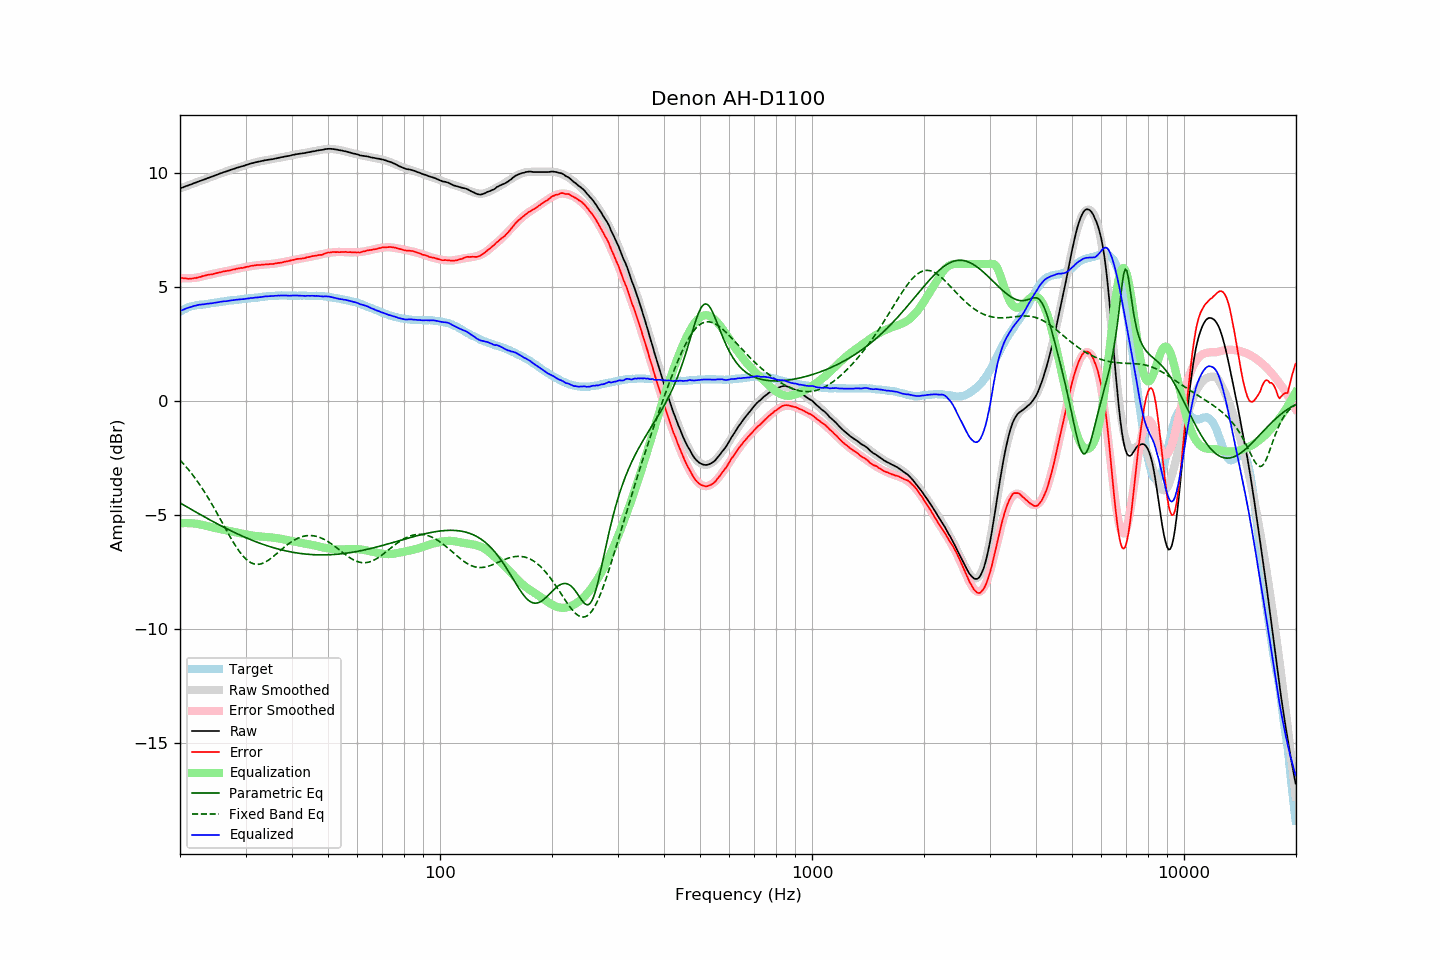 Denon AH-D1100
Amplitude (dBr)
10
5
0
−5
−10
−15
Target
Raw Smoothed
Error Smoothed
Raw
Error
Equalization
Parametric Eq
Fixed Band Eq
Equalized
100
1000
10000
Frequency (Hz)